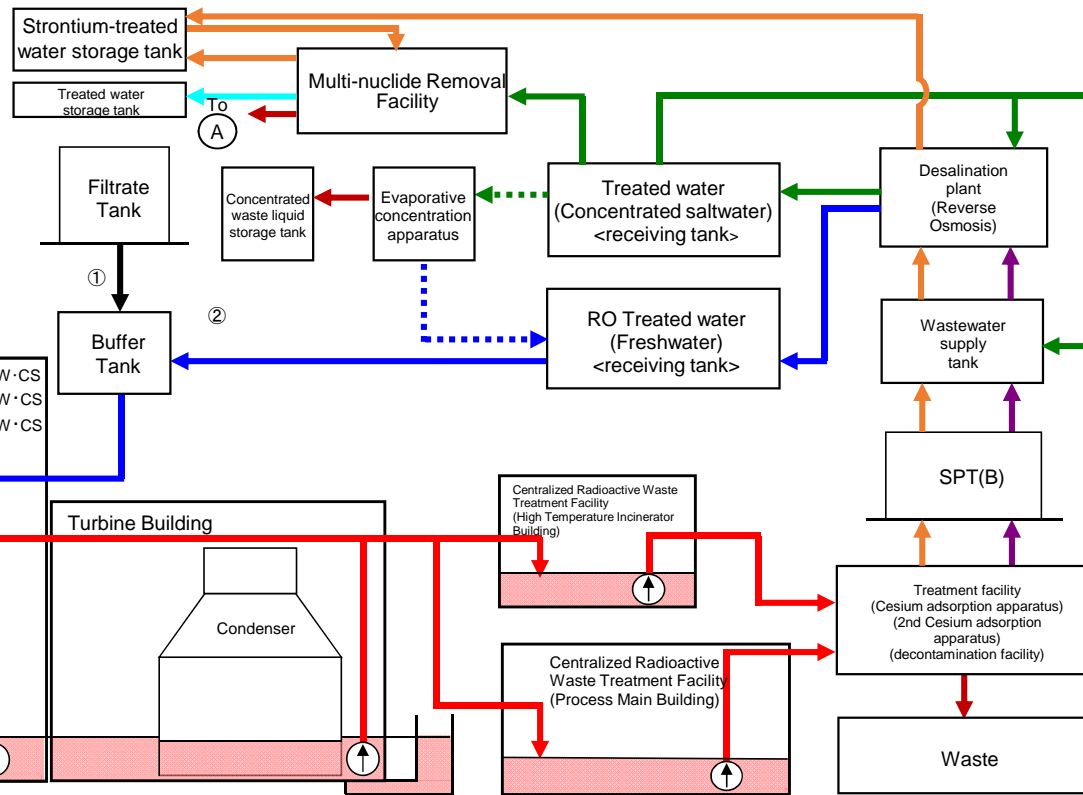 Strontium-treated
water storage tank
Multi-nuclide Removal
Facility
Treated water
storage tank
To
A
Filtrate
Tank
Concentrated
waste liquid
storage tank
Evaporative
concentration
apparatus
Treated water
(Concentrated saltwater)
<receiving tank>
Desalination
plant
(Reverse
Osmosis)
①
②
Buffer
Tank
RO Treated water
(Freshwater)
<receiving tank>
Wastewater
supply
tank
W・CS
W・CS
W・CS
SPT(B)
Centralized Radioactive Waste
Treatment Facility
(High Temperature Incinerator
Building)
Turbine Building
Condenser
Treatment facility
(Cesium adsorption apparatus)
(2nd Cesium adsorption
apparatus)
(decontamination facility)
Centralized Radioactive
Waste Treatment Facility
(Process Main Building)
Waste